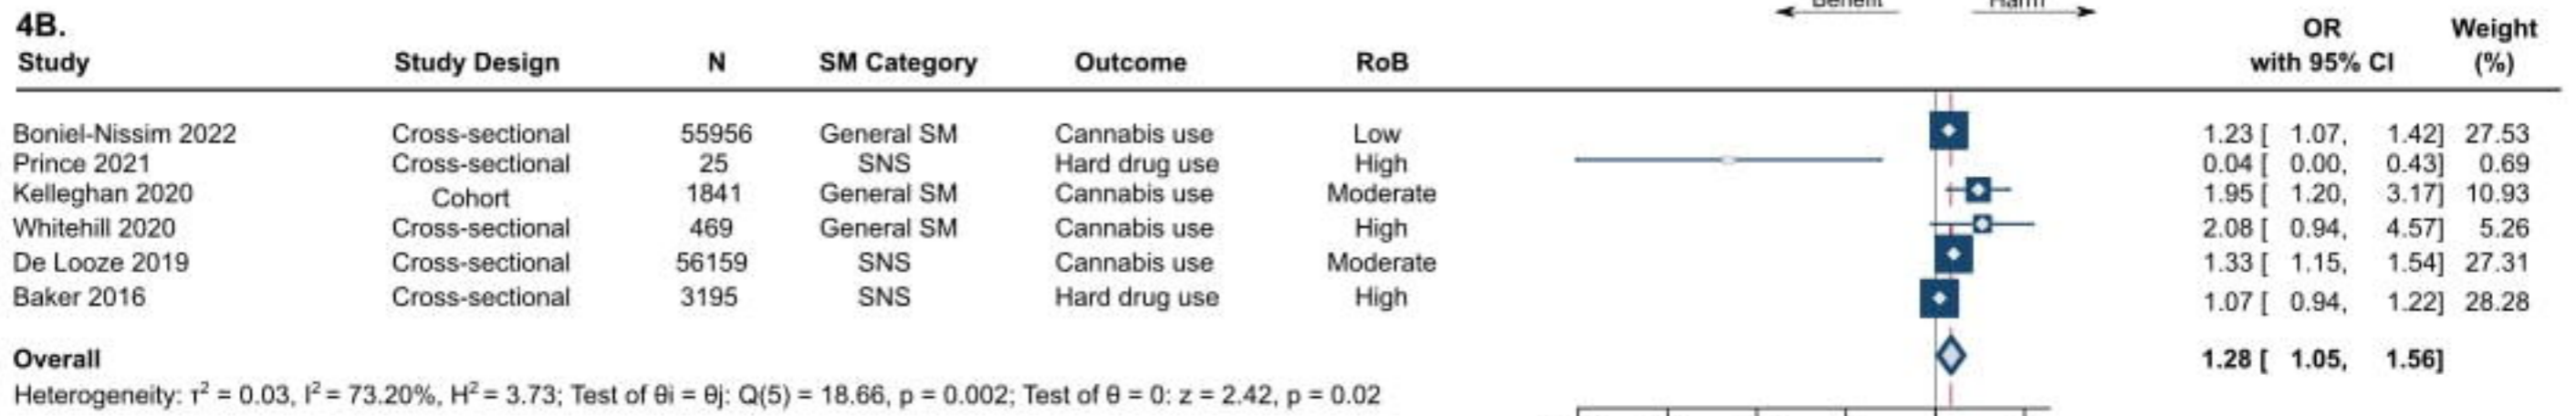 Benefit Harm
4B. OR Weight
Study Study Design N SM Category Outcome RoB with 95% CI (%)
Boniel-Nissim 2022 Cross-sectional 55956 General SM Cannabis use Low 1.23 [ 1.07, 1.42] 27.53
Prince 2021 Cross-sectional 25 SNS Hard drug use High 0.04 [ 0.00, 0.43] 0.69
Kelleghan 2020 Cohort 1841 General SM Cannabis use Moderate 1.95 [ 1.20, 3.17] 10.93
Whitehill 2020 Cross-sectional 469 General SM Cannabis use High 2.08 [ 0.94, 4.57] 5.26
De Looze 2019 Cross-sectional 56159 SNS Cannabis use Moderate 1.33 [ 1.15, 1.54] 27.31
Baker 2016 Cross-sectional 3195 SNS Hard drug use High 1.07 [ 0.94, 1.22] 28.28
Overall 1.28 [ 1.05, 1.56]
Heterogeneity: τ² = 0.03, I² = 73.20%, H² = 3.73; Test of θi = θj: Q(5) = 18.66, p = 0.002; Test of θ = 0: z = 2.42, p = 0.02